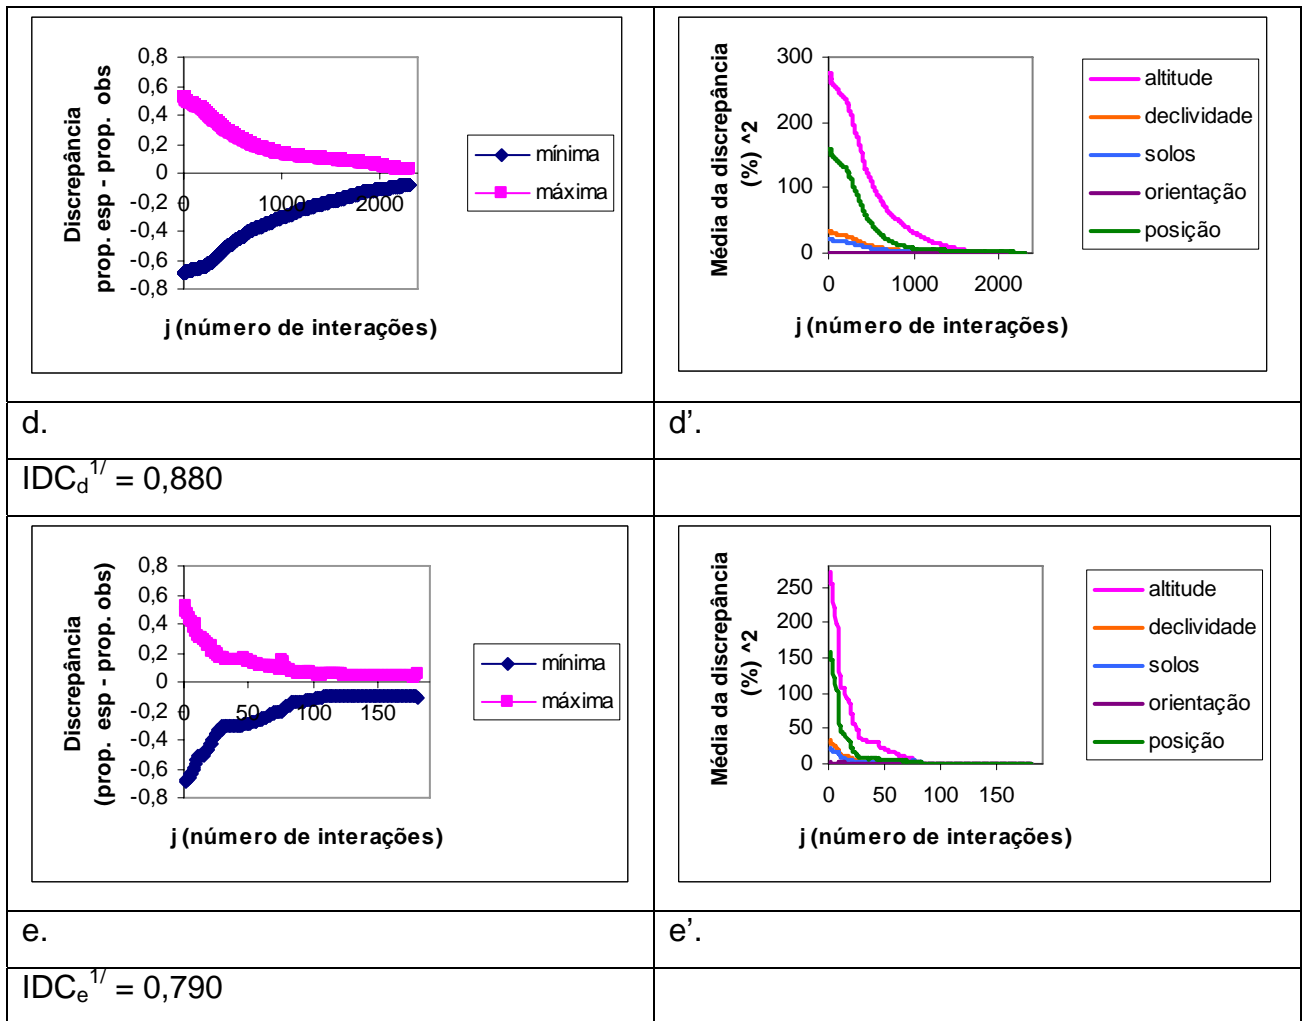 Discrepância
prop. esp - prop. obs
0,8
0,6
0,4
0,2
0
-0,2
-0,4
-0,6
-0,8
0 1000 2000
j (número de interações)
mínima
máxima
Média da discrepância
(%) ^2
300
200
100
0
0 1000 2000
j (número de interações)
altitude
declividade
solos
orientação
posição
d.
d’.
IDCd1/ = 0,880
Discrepância
(prop. esp - prop. obs)
0,8
0,6
0,4
0,2
0
-0,2
-0,4
-0,6
-0,8
0 50 100 150
j (número de interações)
mínima
máxima
Média da discrepância
(%) ^2
250
200
150
100
50
0
0 50 100 150
j (número de interações)
altitude
declividade
solos
orientação
posição
e.
e’.
IDCe1/ = 0,790